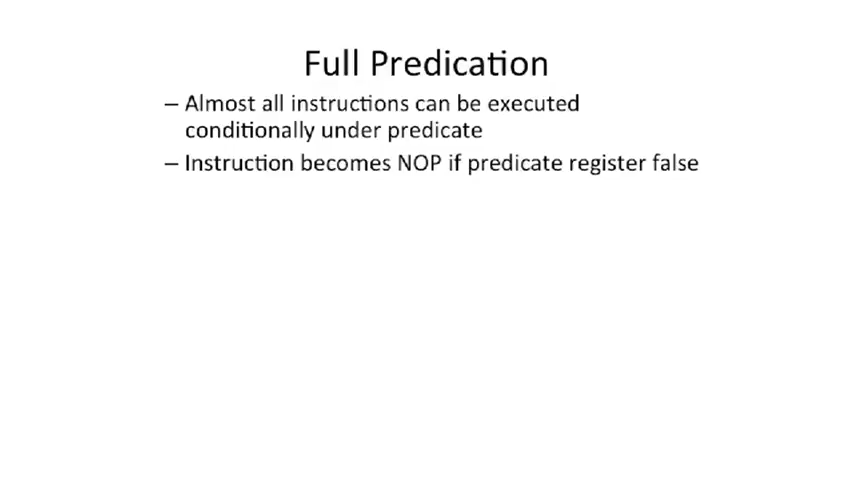 Full Predication
– Almost all instructions can be executed
conditionally under predicate
– Instruction becomes NOP if predicate register false